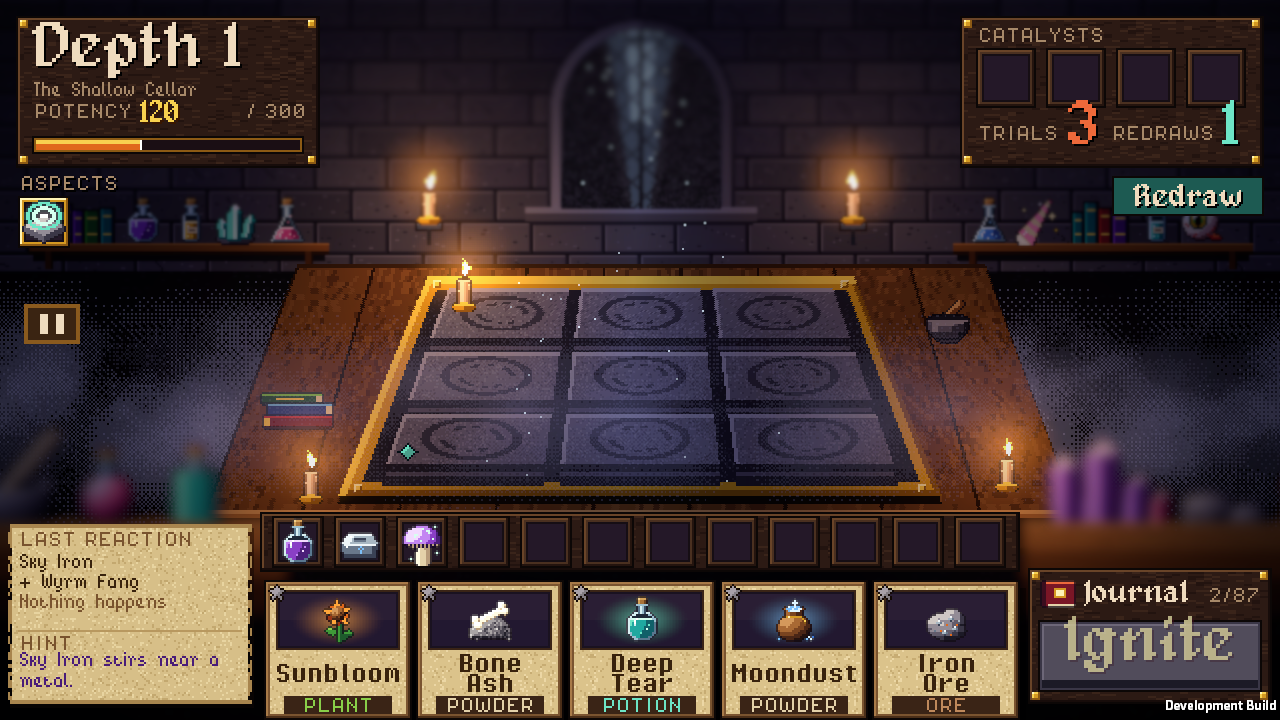 Depth 1
The Shallow Cellar
POTENCY 120 / 300
ASPECTS
CATALYSTS
TRIALS 3 REDRAWS 1
Redraw
LAST REACTION
Sky Iron
+ Wyrm Fang
Nothing happens
HINT
Sky Iron stirs near a
metal.
Sunbloom
PLANT
Bone
Ash
POWDER
Deep
Tear
POTION
Moondust
POWDER
Iron
Ore
ORE
Journal 2/87
Ignite
Development Build